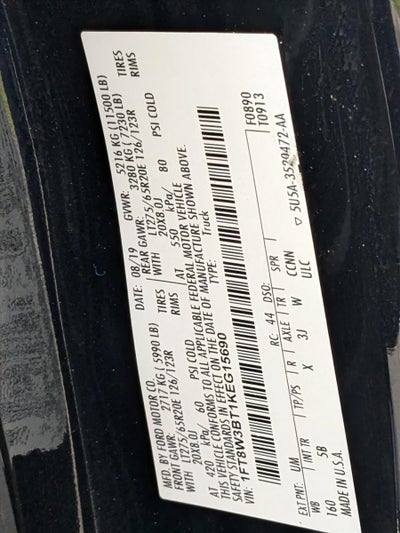 MFD. BY FORD MOTOR CO.
DATE: 08/19 GVWR: 5216 KG (11500 LB)
FRONT GAWR: 2717 KG (5990 LB) REAR GAWR: 3280 KG (7230 LB)
LT275/65R20E 126/123R TIRES WITH LT275/65R20E 126/123R TIRES
20X8.0J RIMS WITH 20X8.0J RIMS
AT 420 kPa/ 60 PSI COLD AT 550 kPa/ 80 PSI COLD
THIS VEHICLE CONFORMS TO ALL APPLICABLE FEDERAL MOTOR VEHICLE
SAFETY STANDARDS IN EFFECT ON THE DATE OF MANUFACTURE SHOWN ABOVE.
VIN: 1FT8W3BT1KEG15690 TYPE: Truck
F0890
T0913
EXT PNT: UM RC: 44 DSO:
WB INT TR TP/PS R AXLE TR SPR
160 5B X 3J W CCNN
ULC
MADE IN U.S.A. 5U5A-3520472-AA